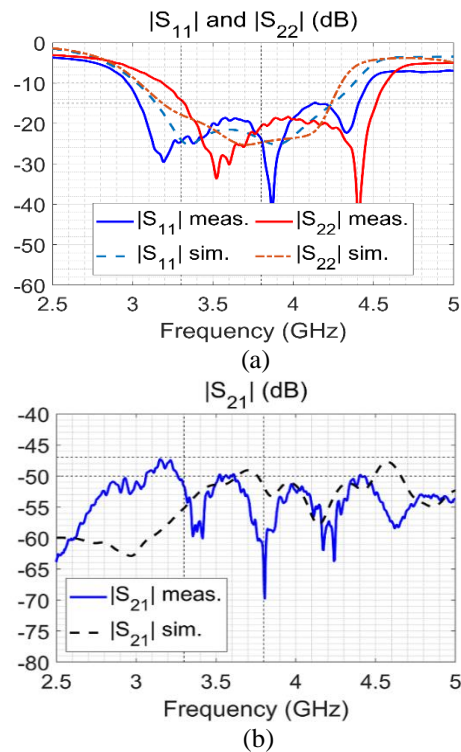 |S11| and |S22| (dB)
0
-10
-20
-30
-40
-50
-60
|S11| meas.
|S22| meas.
|S11| sim.
|S22| sim.
2.5 3 3.5 4 4.5 5
Frequency (GHz)
(a)
|S21| (dB)
-40
-45
-50
-55
-60
-65
-70
-75
-80
|S21| meas.
|S21| sim.
2.5 3 3.5 4 4.5 5
Frequency (GHz)
(b)